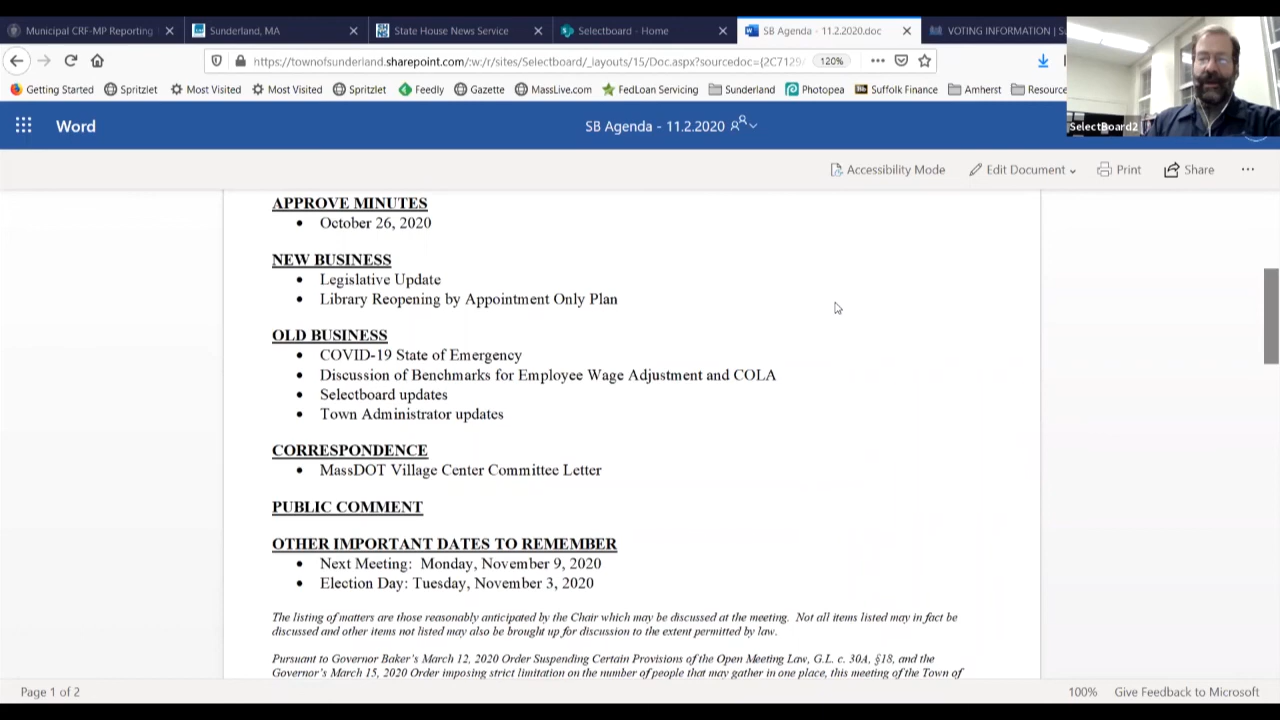 Municipal CRF-MP Reporting
Sunderland, MA
State House News Service
Selectboard - Home
SB Agenda - 11.2.2020.doc
VOTING INFORMATION | S
https://townofsunderland.sharepoint.com/:w:/r/sites/Selectboard/_layouts/15/Doc.aspx?sourcedoc={2C7129
120%
Getting Started
Spritzlet
Most Visited
Most Visited
Spritzlet
Feedly
Gazette
MassLive.com
FedLoan Servicing
Sunderland
Photopea
Suffolk Finance
Amherst
Resource
SelectBoard2
Word
SB Agenda - 11.2.2020
Accessibility Mode
Edit Document
Print
Share
APPROVE MINUTES
• October 26, 2020
NEW BUSINESS
• Legislative Update
• Library Reopening by Appointment Only Plan
OLD BUSINESS
• COVID-19 State of Emergency
• Discussion of Benchmarks for Employee Wage Adjustment and COLA
• Selectboard updates
• Town Administrator updates
CORRESPONDENCE
• MassDOT Village Center Committee Letter
PUBLIC COMMENT
OTHER IMPORTANT DATES TO REMEMBER
• Next Meeting: Monday, November 9, 2020
• Election Day: Tuesday, November 3, 2020
The listing of matters are those reasonably anticipated by the Chair which may be discussed at the meeting. Not all items listed may in fact be
discussed and other items not listed may also be brought up for discussion to the extent permitted by law.
Pursuant to Governor Baker's March 12, 2020 Order Suspending Certain Provisions of the Open Meeting Law, G.L. c. 30A, §18, and the
Governor's March 15, 2020 Order imposing strict limitation on the number of people that may gather in one place, this meeting of the Town of
Page 1 of 2
100%
Give Feedback to Microsoft